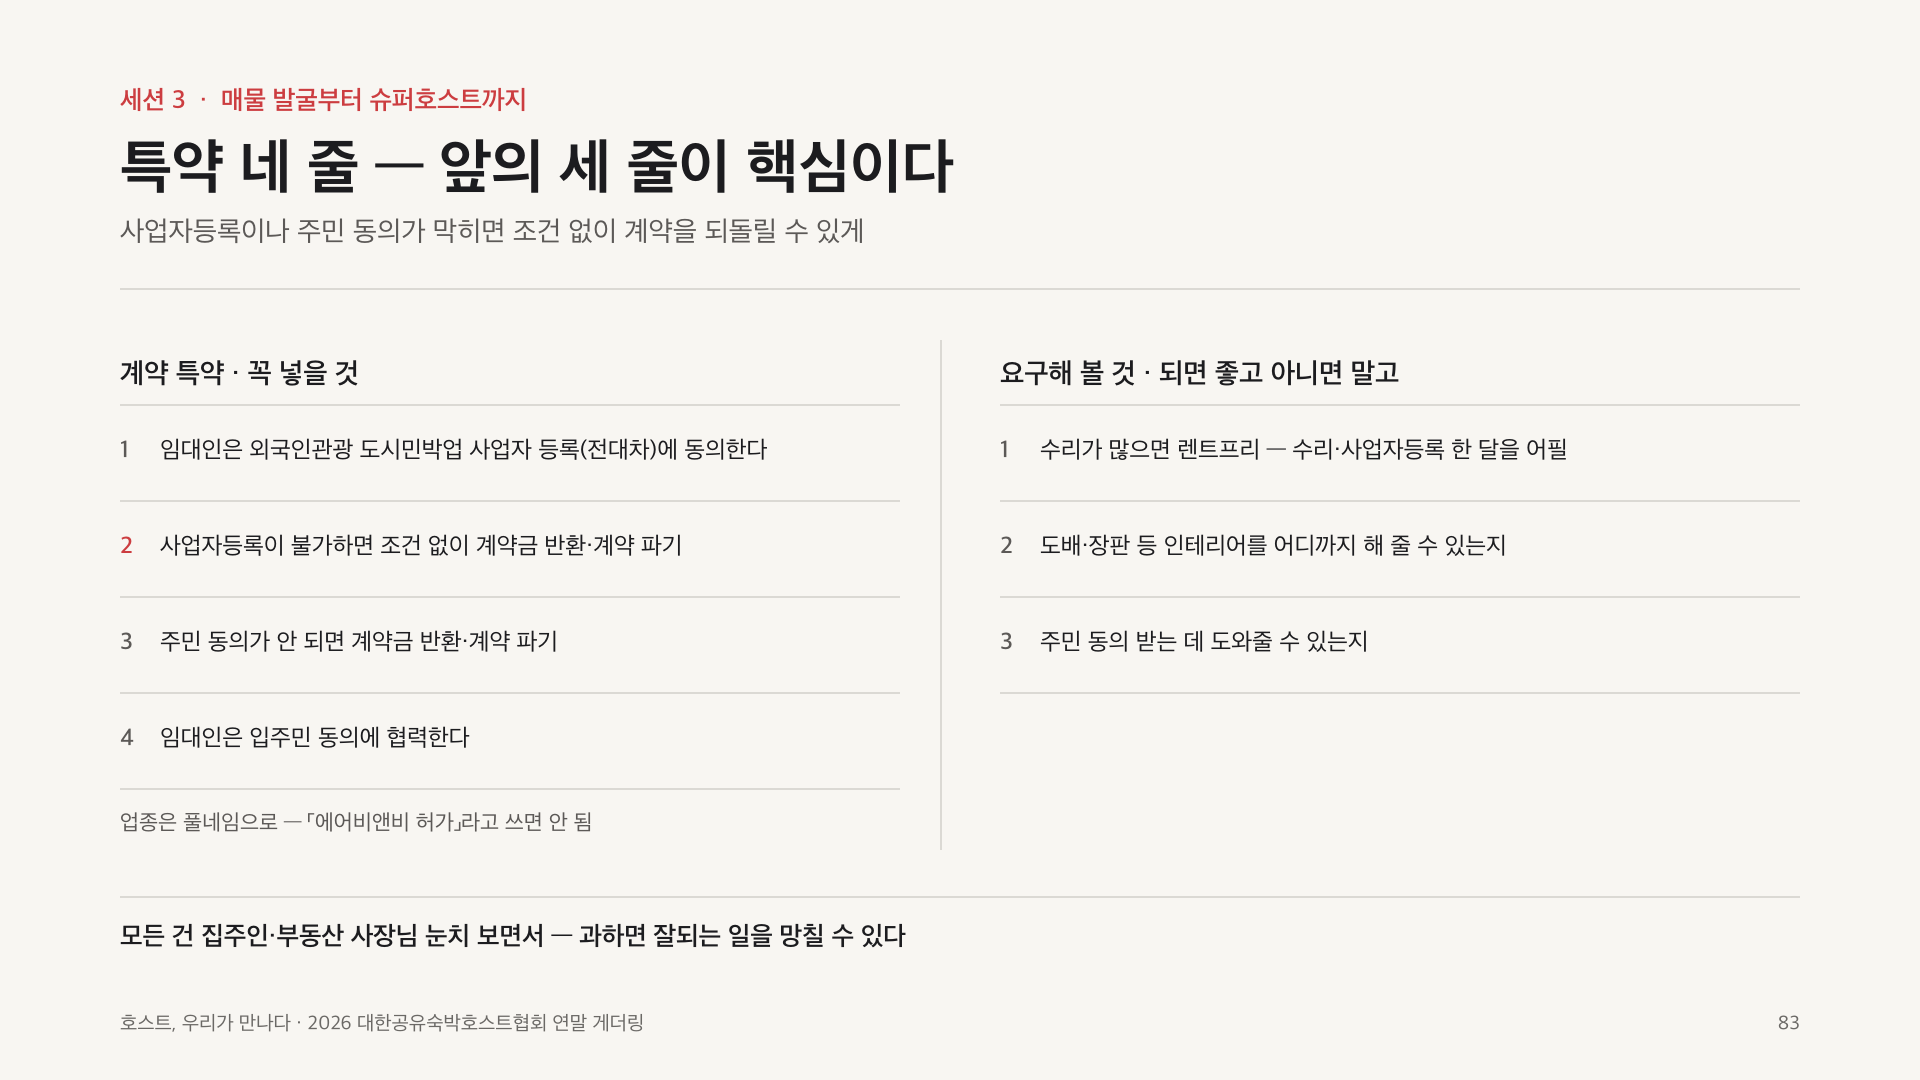 세션 3 · 매물 발굴부터 슈퍼호스트까지
특약 네 줄 — 앞의 세 줄이 핵심이다
사업자등록이나 주민 동의가 막히면 조건 없이 계약을 되돌릴 수 있게
계약 특약 · 꼭 넣을 것
1 임대인은 외국인관광 도시민박업 사업자 등록(전대차)에 동의한다
2 사업자등록이 불가하면 조건 없이 계약금 반환·계약 파기
3 주민 동의가 안 되면 계약금 반환·계약 파기
4 임대인은 입주민 동의에 협력한다
업종은 풀네임으로 — 「에어비앤비 허가」라고 쓰면 안 됨
요구해 볼 것 · 되면 좋고 아니면 말고
1 수리가 많으면 렌트프리 — 수리·사업자등록 한 달을 어필
2 도배·장판 등 인테리어를 어디까지 해 줄 수 있는지
3 주민 동의 받는 데 도와줄 수 있는지
모든 건 집주인·부동산 사장님 눈치 보면서 — 과하면 잘되는 일을 망칠 수 있다
호스트, 우리가 만나다 · 2026 대한공유숙박호스트협회 연말 게더링
83